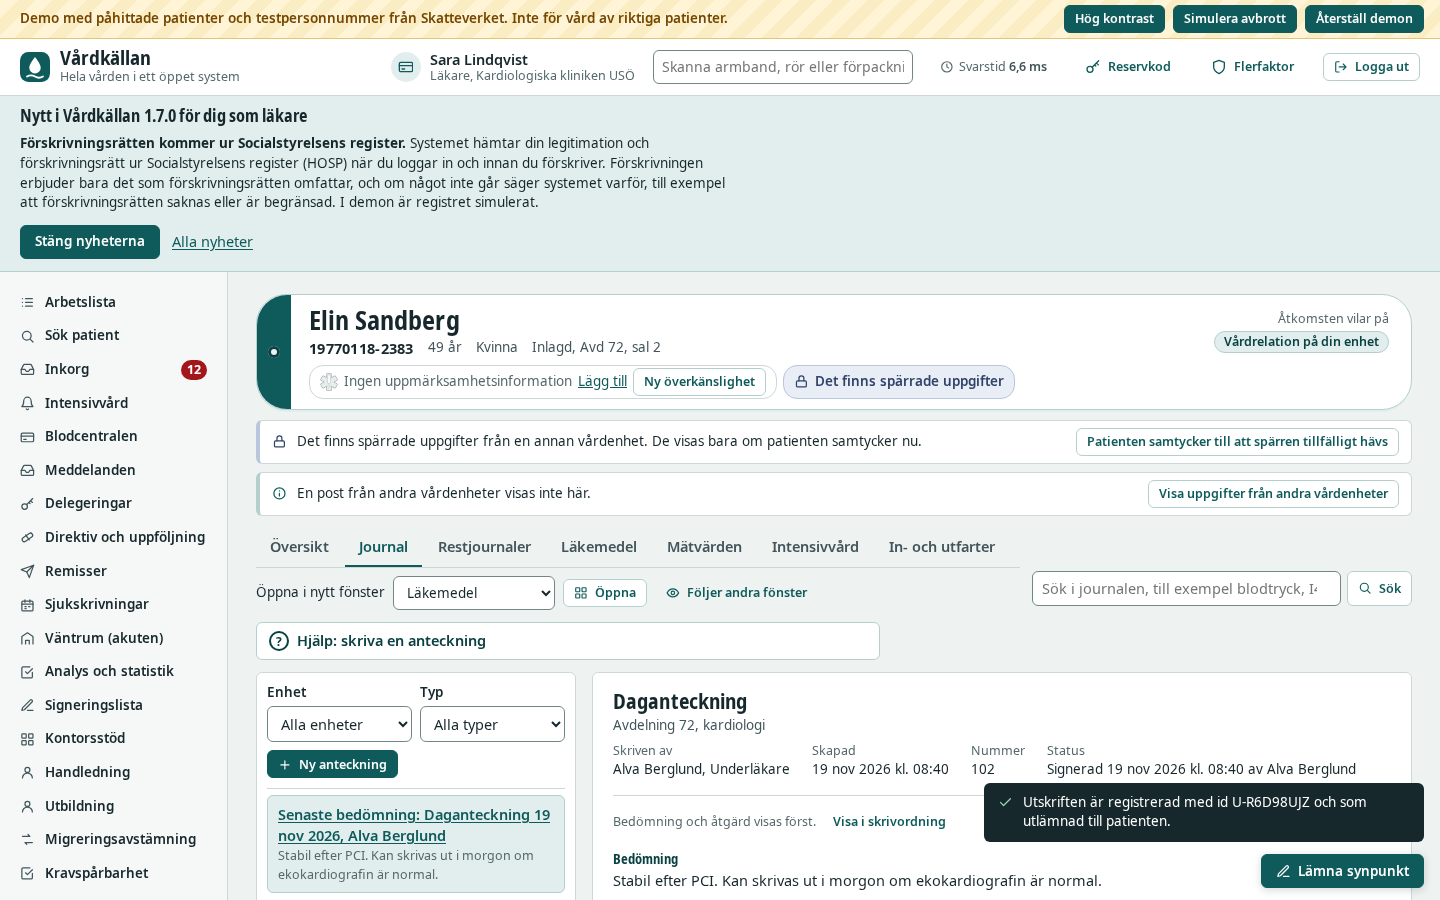 Demo med påhittade patienter och testpersonnummer från Skatteverket. Inte för vård av riktiga patienter.
Hög kontrast
Simulera avbrott
Återställ demon
Vårdkällan
Hela vården i ett öppet system
Sara Lindqvist
Läkare, Kardiologiska kliniken USÖ
Skanna armband, rör eller förpackni
Svarstid 6,6 ms
Reservkod
Flerfaktor
Logga ut
Nytt i Vårdkällan 1.7.0 för dig som läkare
Förskrivningsrätten kommer ur Socialstyrelsens register. Systemet hämtar din legitimation och
förskrivningsrätt ur Socialstyrelsens register (HOSP) när du loggar in och innan du förskriver. Förskrivningen
erbjuder bara det som förskrivningsrätten omfattar, och om något inte går säger systemet varför, till exempel
att förskrivningsrätten saknas eller är begränsad. I demon är registret simulerat.
Stäng nyheterna
Alla nyheter
Arbetslista
Sök patient
Inkorg
12
Intensivvård
Blodcentralen
Meddelanden
Delegeringar
Direktiv och uppföljning
Remisser
Sjukskrivningar
Väntrum (akuten)
Analys och statistik
Signeringslista
Kontorsstöd
Handledning
Utbildning
Migreringsavstämning
Kravspårbarhet
Elin Sandberg
19770118-2383
49 år
Kvinna
Inlagd, Avd 72, sal 2
Åtkomsten vilar på
Vårdrelation på din enhet
Ingen uppmärksamhetsinformation
Lägg till
Ny överkänslighet
Det finns spärrade uppgifter
Det finns spärrade uppgifter från en annan vårdenhet. De visas bara om patienten samtycker nu.
Patienten samtycker till att spärren tillfälligt hävs
En post från andra vårdenheter visas inte här.
Visa uppgifter från andra vårdenheter
Översikt
Journal
Restjournaler
Läkemedel
Mätvärden
Intensivvård
In- och utfarter
Öppna i nytt fönster
Läkemedel
Öppna
Följer andra fönster
Sök i journalen, till exempel blodtryck, I4
Sök
Hjälp: skriva en anteckning
Enhet
Typ
Alla enheter
Alla typer
Ny anteckning
Senaste bedömning: Daganteckning 19
nov 2026, Alva Berglund
Stabil efter PCI. Kan skrivas ut i morgon om
ekokardiografin är normal.
Daganteckning
Avdelning 72, kardiologi
Skriven av
Skapad
Nummer
Status
Alva Berglund, Underläkare
19 nov 2026 kl. 08:40
102
Signerad 19 nov 2026 kl. 08:40 av Alva Berglund
Bedömning och åtgärd visas först.
Visa i skrivordning
Bedömning
Stabil efter PCI. Kan skrivas ut i morgon om ekokardiografin är normal.
Utskriften är registrerad med id U-R6D98UJZ och som
utlämnad till patienten.
Lämna synpunkt